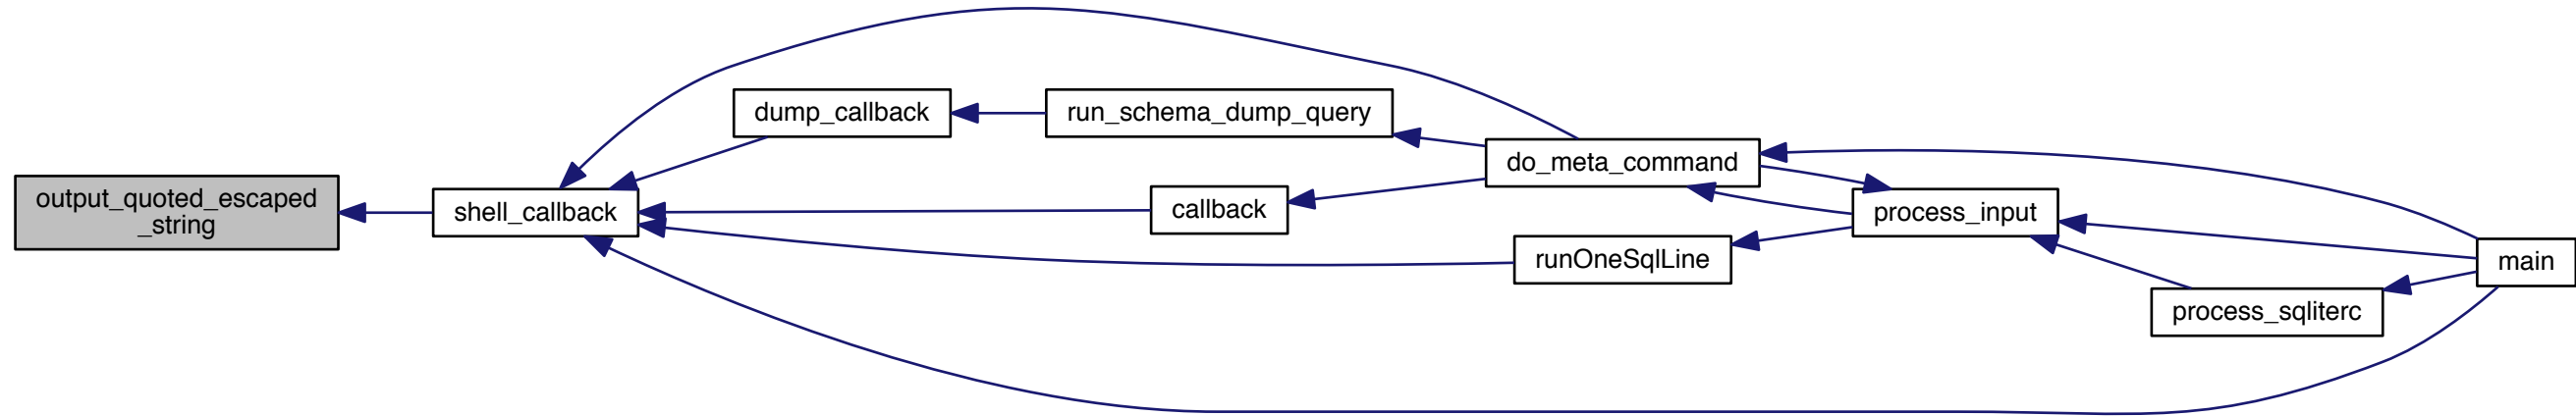 output_quoted_escaped
_string
shell_callback
dump_callback
run_schema_dump_query
callback
runOneSqlLine
do_meta_command
process_input
process_sqliterc
main